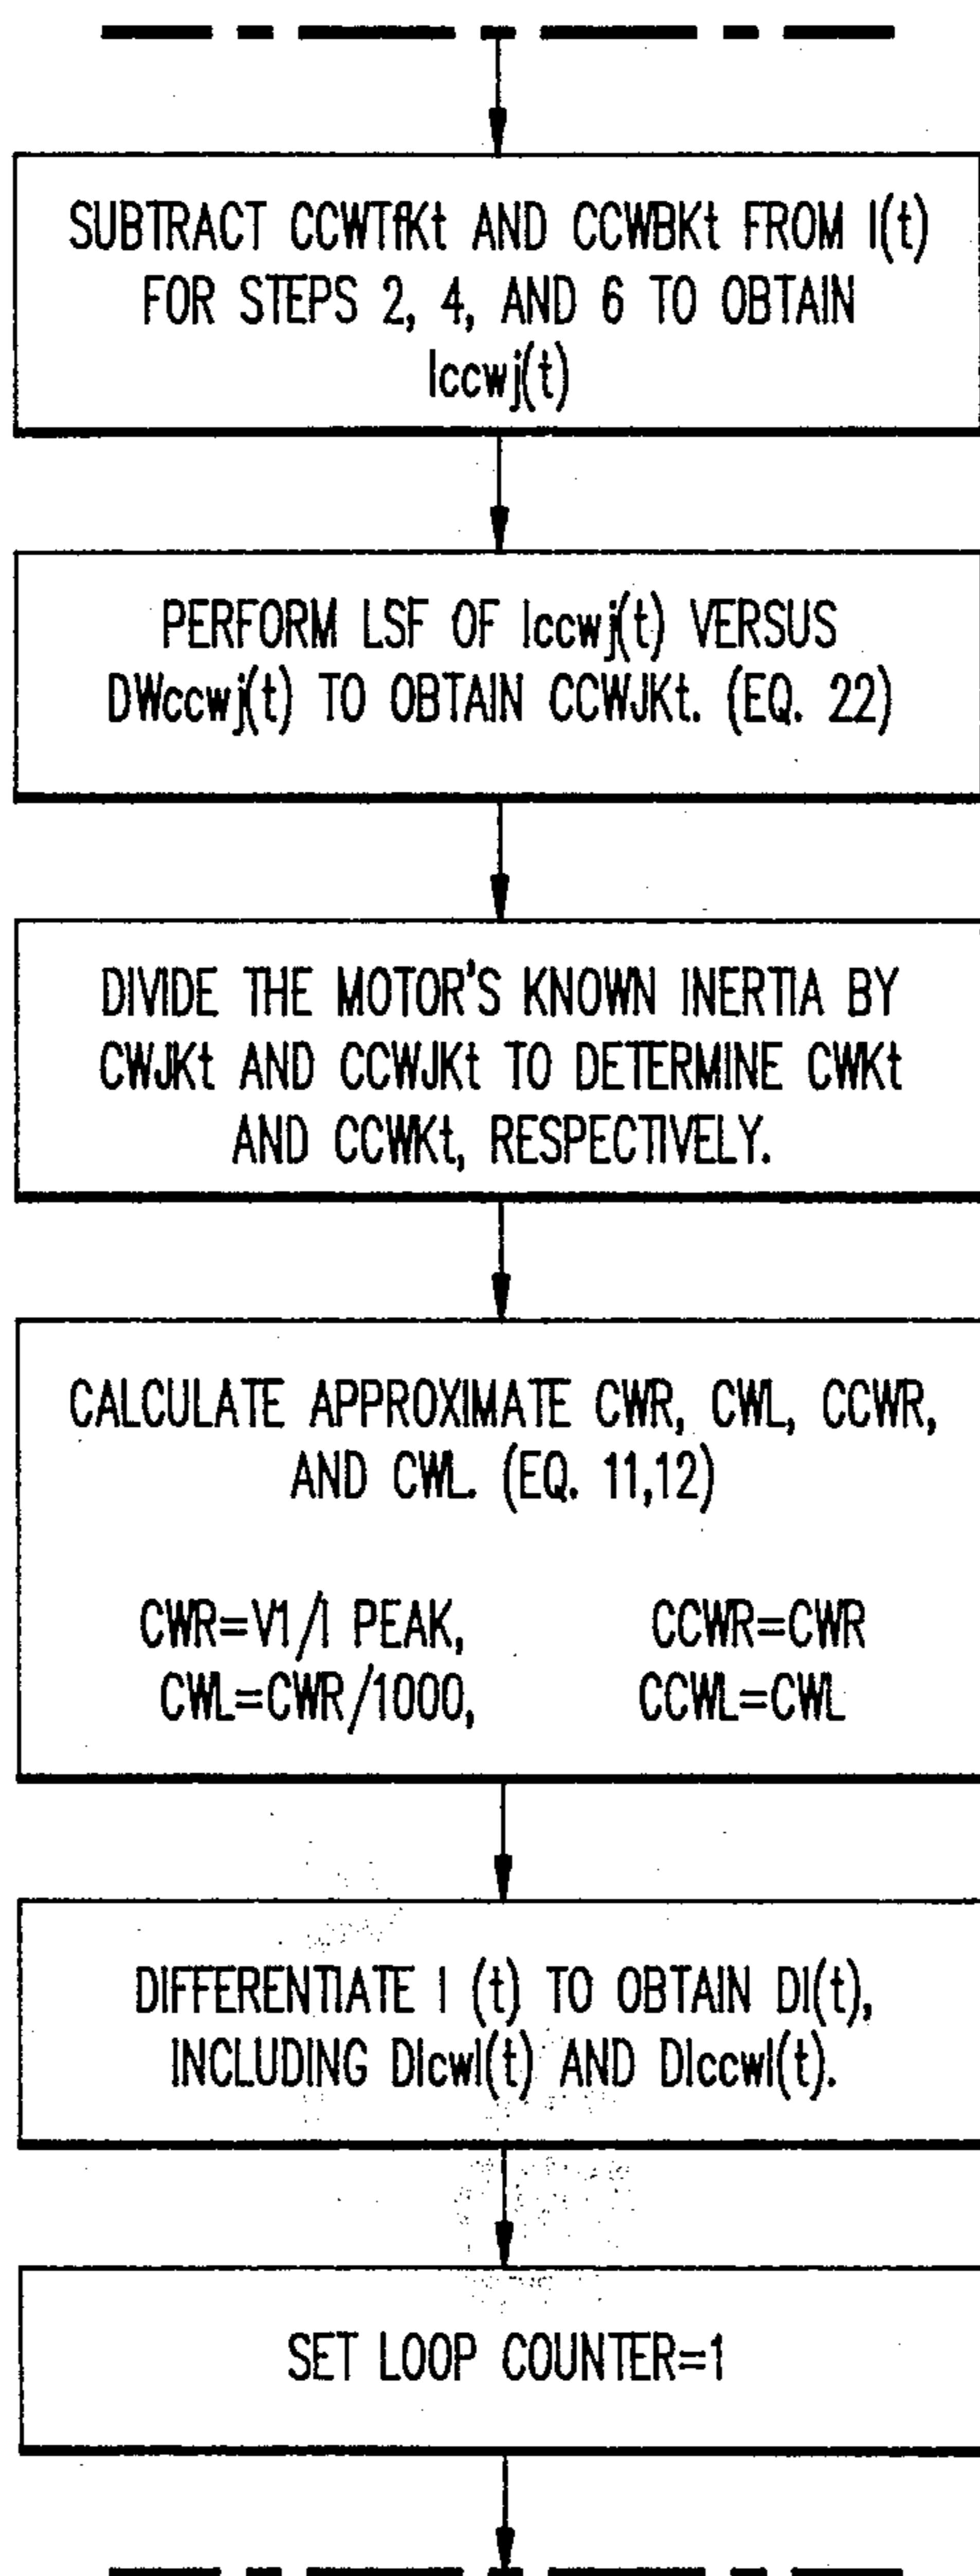 SUBTRACT CCWTfKt AND CCWBKt FROM I(t)
FOR STEPS 2, 4, AND 6 TO OBTAIN
Iccwj(t)
PERFORM LSF OF Iccwj(t) VERSUS
DWccwj(t) TO OBTAIN CCWJKt. (EQ. 22)
DIVIDE THE MOTOR'S KNOWN INERTIA BY
CWJKt AND CCWJKt TO DETERMINE CWKt
AND CCWKt, RESPECTIVELY.
CALCULATE APPROXIMATE CWR, CWL, CCWR,
AND CWL. (EQ. 11,12)
CWR=V1/I PEAK, CCWR=CWR
CWL=CWR/1000, CCWL=CWL
DIFFERENTIATE I (t) TO OBTAIN DI(t),
INCLUDING DIcwl(t) AND DIccwl(t).
SET LOOP COUNTER=1